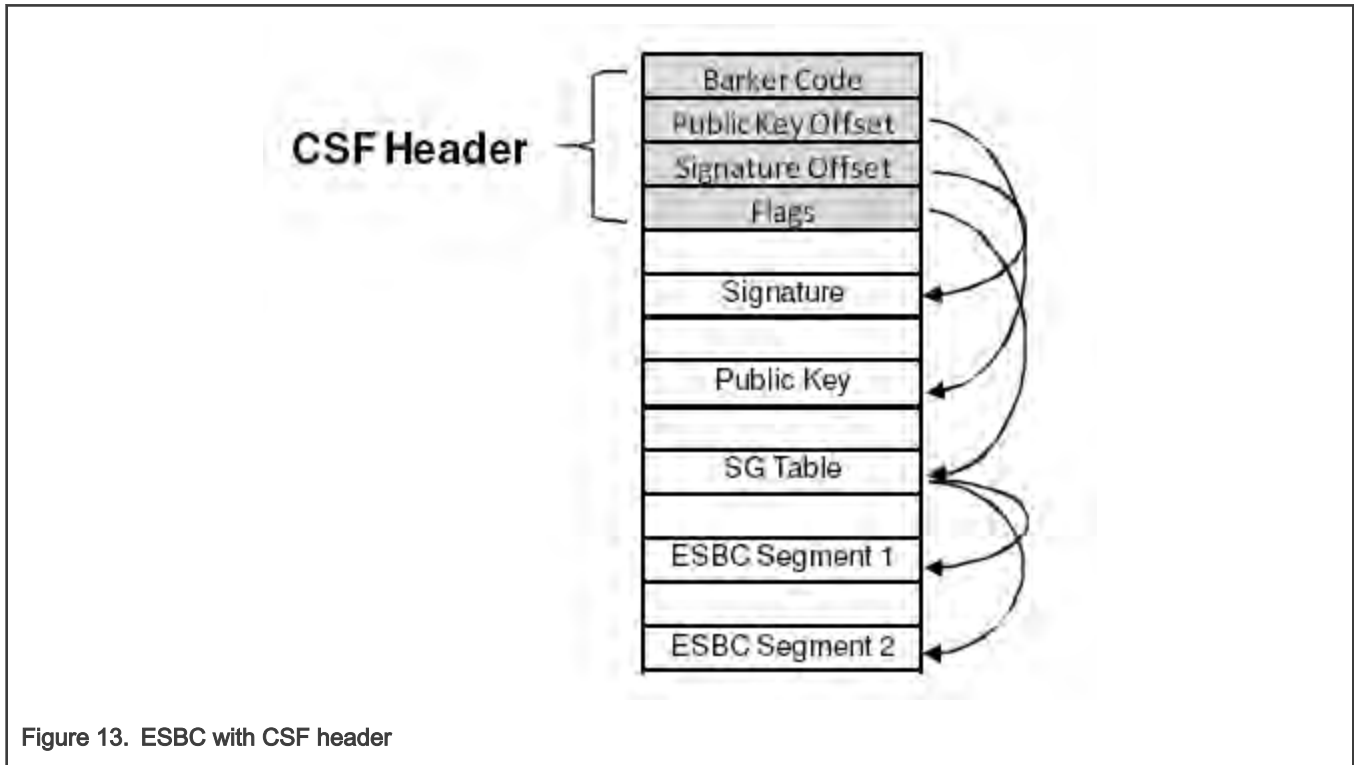 CSF Header
Barker Code
Public Key Offset
Signature Offset
Flags
Signature
Public Key
SG Table
ESBC Segment 1
ESBC Segment 2
Figure 13. ESBC with CSF header